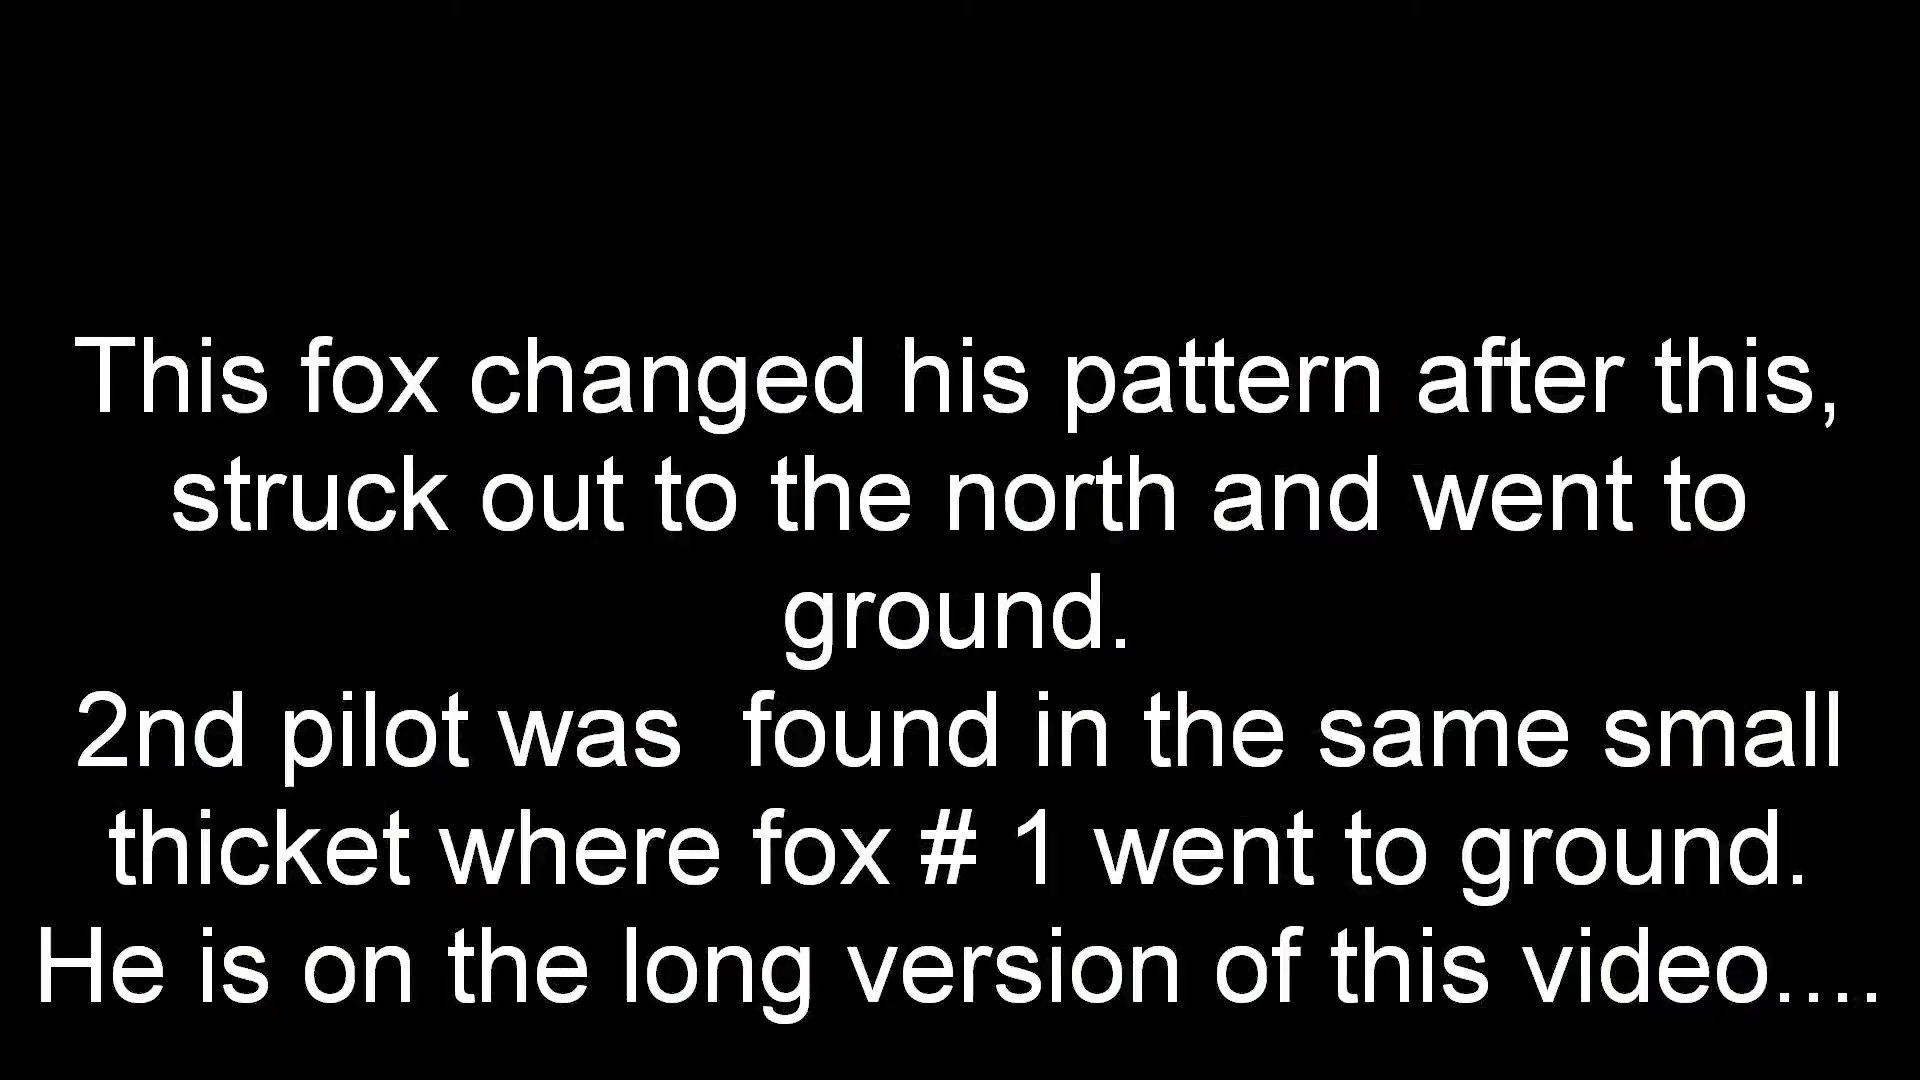 This fox changed his pattern after this,
struck out to the north and went to
ground.
2nd pilot was  found in the same small
thicket where fox # 1 went to ground.
He is on the long version of this video....